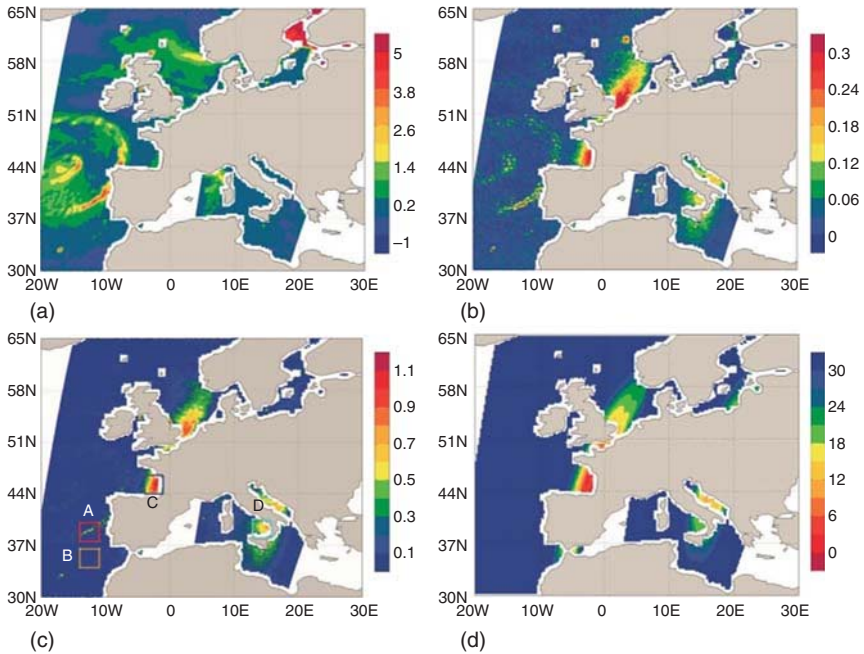 65N
58N
51N
44N
37N
30N
20W 10W 0 10E 20E 30E
5
3.8
2.6
1.4
0.2
–1
(a)
65N
58N
51N
44N
37N
30N
20W 10W 0 10E 20E 30E
0.3
0.24
0.18
0.12
0.06
0
(b)
65N
58N
51N
44N
37N
30N
20W 10W 0 10E 20E 30E
A
B
C
D
1.1
0.9
0.7
0.5
0.3
0.1
(c)
65N
58N
51N
44N
37N
30N
20W 10W 0 10E 20E 30E
30
24
18
12
6
0
(d)